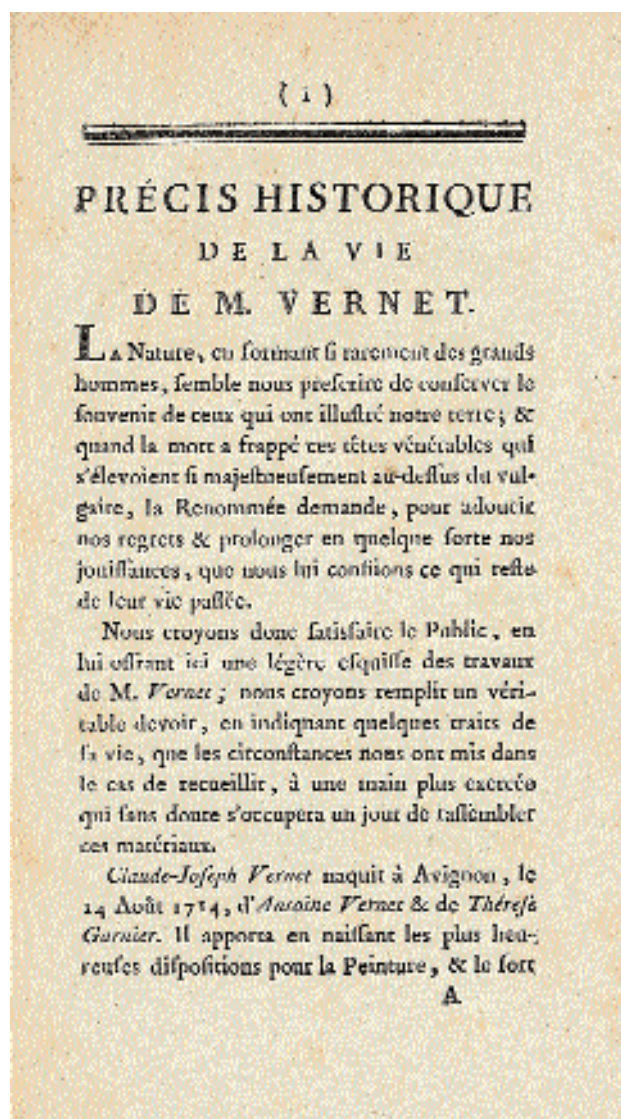 ( 1 )
PRÉCIS HISTORIQUE
DE LA VIE
DE M. VERNET.
LA Nature, en formant ſi rarement des grands
hommes, ſemble nous preſcrire de conſerver le
ſouvenir de ceux qui ont illuſtré notre terre; &
quand la mort a frappé ces têtes vénérables qui
s'élevoient ſi majeſtueuſement au-deſſus du vul-
gaire, la Renommée demande, pour adoucir
nos regrets & prolonger en quelque ſorte nos
jouiſſances, que nous lui confiions ce qui reſte
de leur vie paſſée.
Nous croyons donc ſatisfaire le Public, en
lui offrant ici une légère eſquiſſe des travaux
de M. Vernet; nous croyons remplir un véri-
table devoir, en indiquant quelques traits de
ſa vie, que les circonſtances nous ont mis dans
le cas de recueillir, à une main plus exercée
qui ſans doute s'occupera un jour de raſſembler
ces matériaux.
Claude-Joſeph Vernet naquit à Avignon, le
14 Août 1714, d'Antoine Vernet & de Thérèſe
Garnier. Il apporta en naiſſant les plus heu-
reuſes diſpoſitions pour la Peinture, & le ſort
A